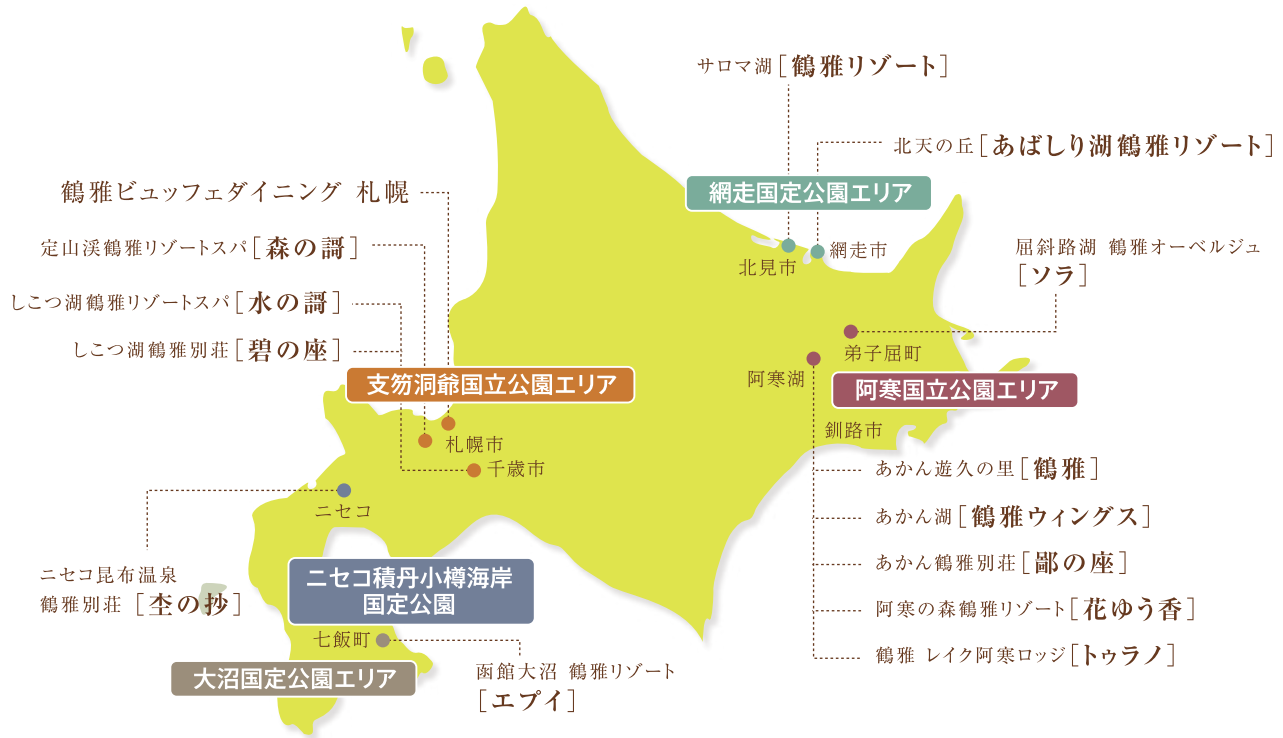 サロマ湖[鶴雅リゾート]
北天の丘[あばしり湖鶴雅リゾート]
網走国定公園エリア
北見市
網走市
屈斜路湖 鶴雅オーベルジュ
[ソラ]
鶴雅ビュッフェダイニング 札幌
定山渓鶴雅リゾートスパ[森の謌]
しこつ湖鶴雅リゾートスパ[水の謌]
しこつ湖鶴雅別荘[碧の座]
支笏洞爺国立公園エリア
札幌市
千歳市
弟子屈町
阿寒湖
阿寒国立公園エリア
釧路市
あかん遊久の里[鶴雅]
あかん湖[鶴雅ウィングス]
あかん鶴雅別荘[鄙の座]
阿寒の森鶴雅リゾート[花ゆう香]
鶴雅 レイク阿寒ロッジ[トゥラノ]
ニセコ
ニセコ昆布温泉
鶴雅別荘 [杢の抄]
ニセコ積丹小樽海岸
国定公園
七飯町
大沼国定公園エリア
函館大沼 鶴雅リゾート
[エプイ]